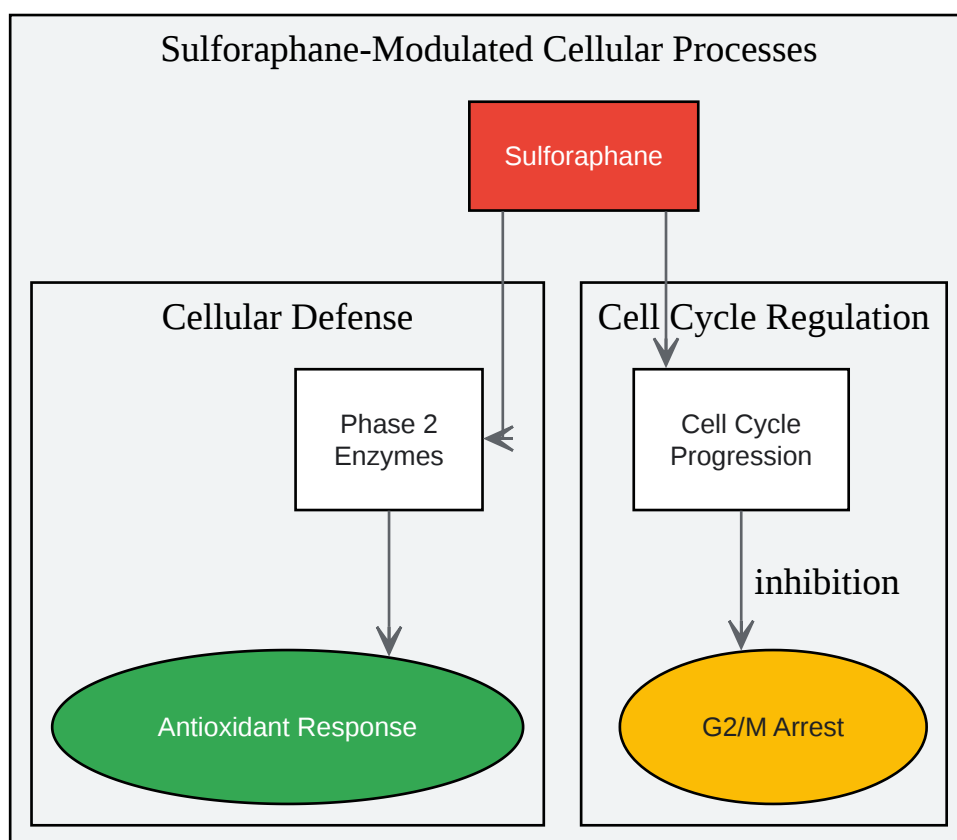 Sulforaphane-Modulated Cellular Processes
Sulforaphane
Cellular Defense
Cell Cycle Regulation
Phase 2
Enzymes
Cell Cycle
Progression
inhibition
Antioxidant Response
G2/M Arrest